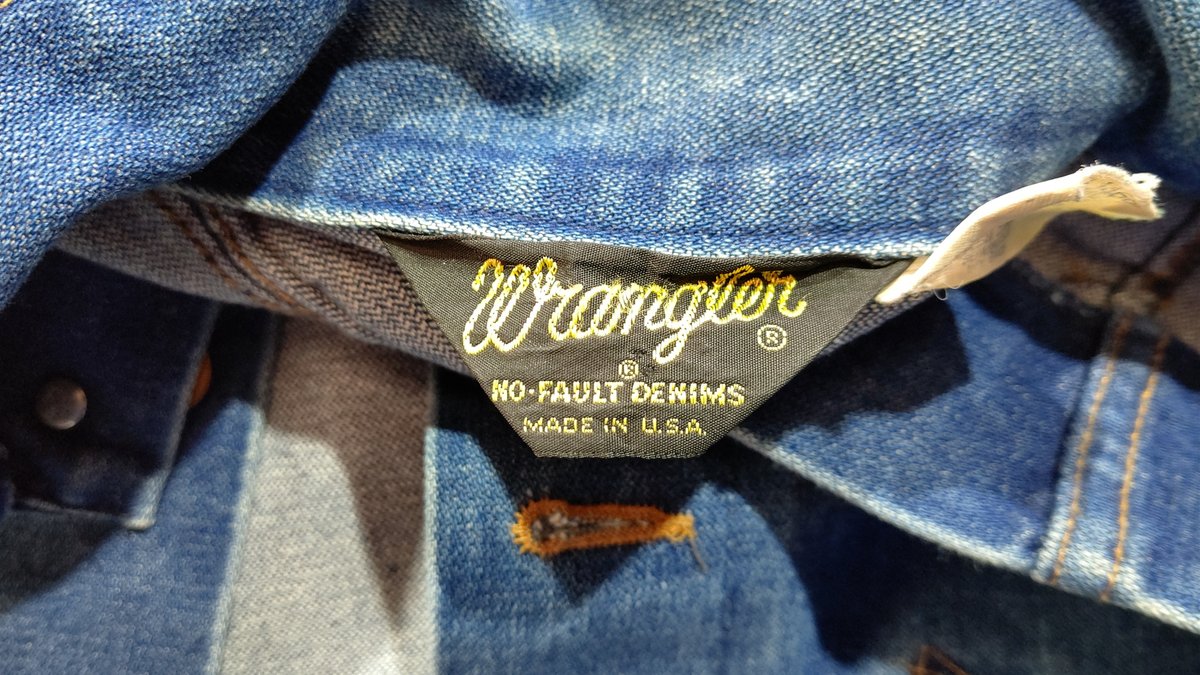 Wrangler
®
®
NO·FAULT DENIMS
MADE IN U.S.A.